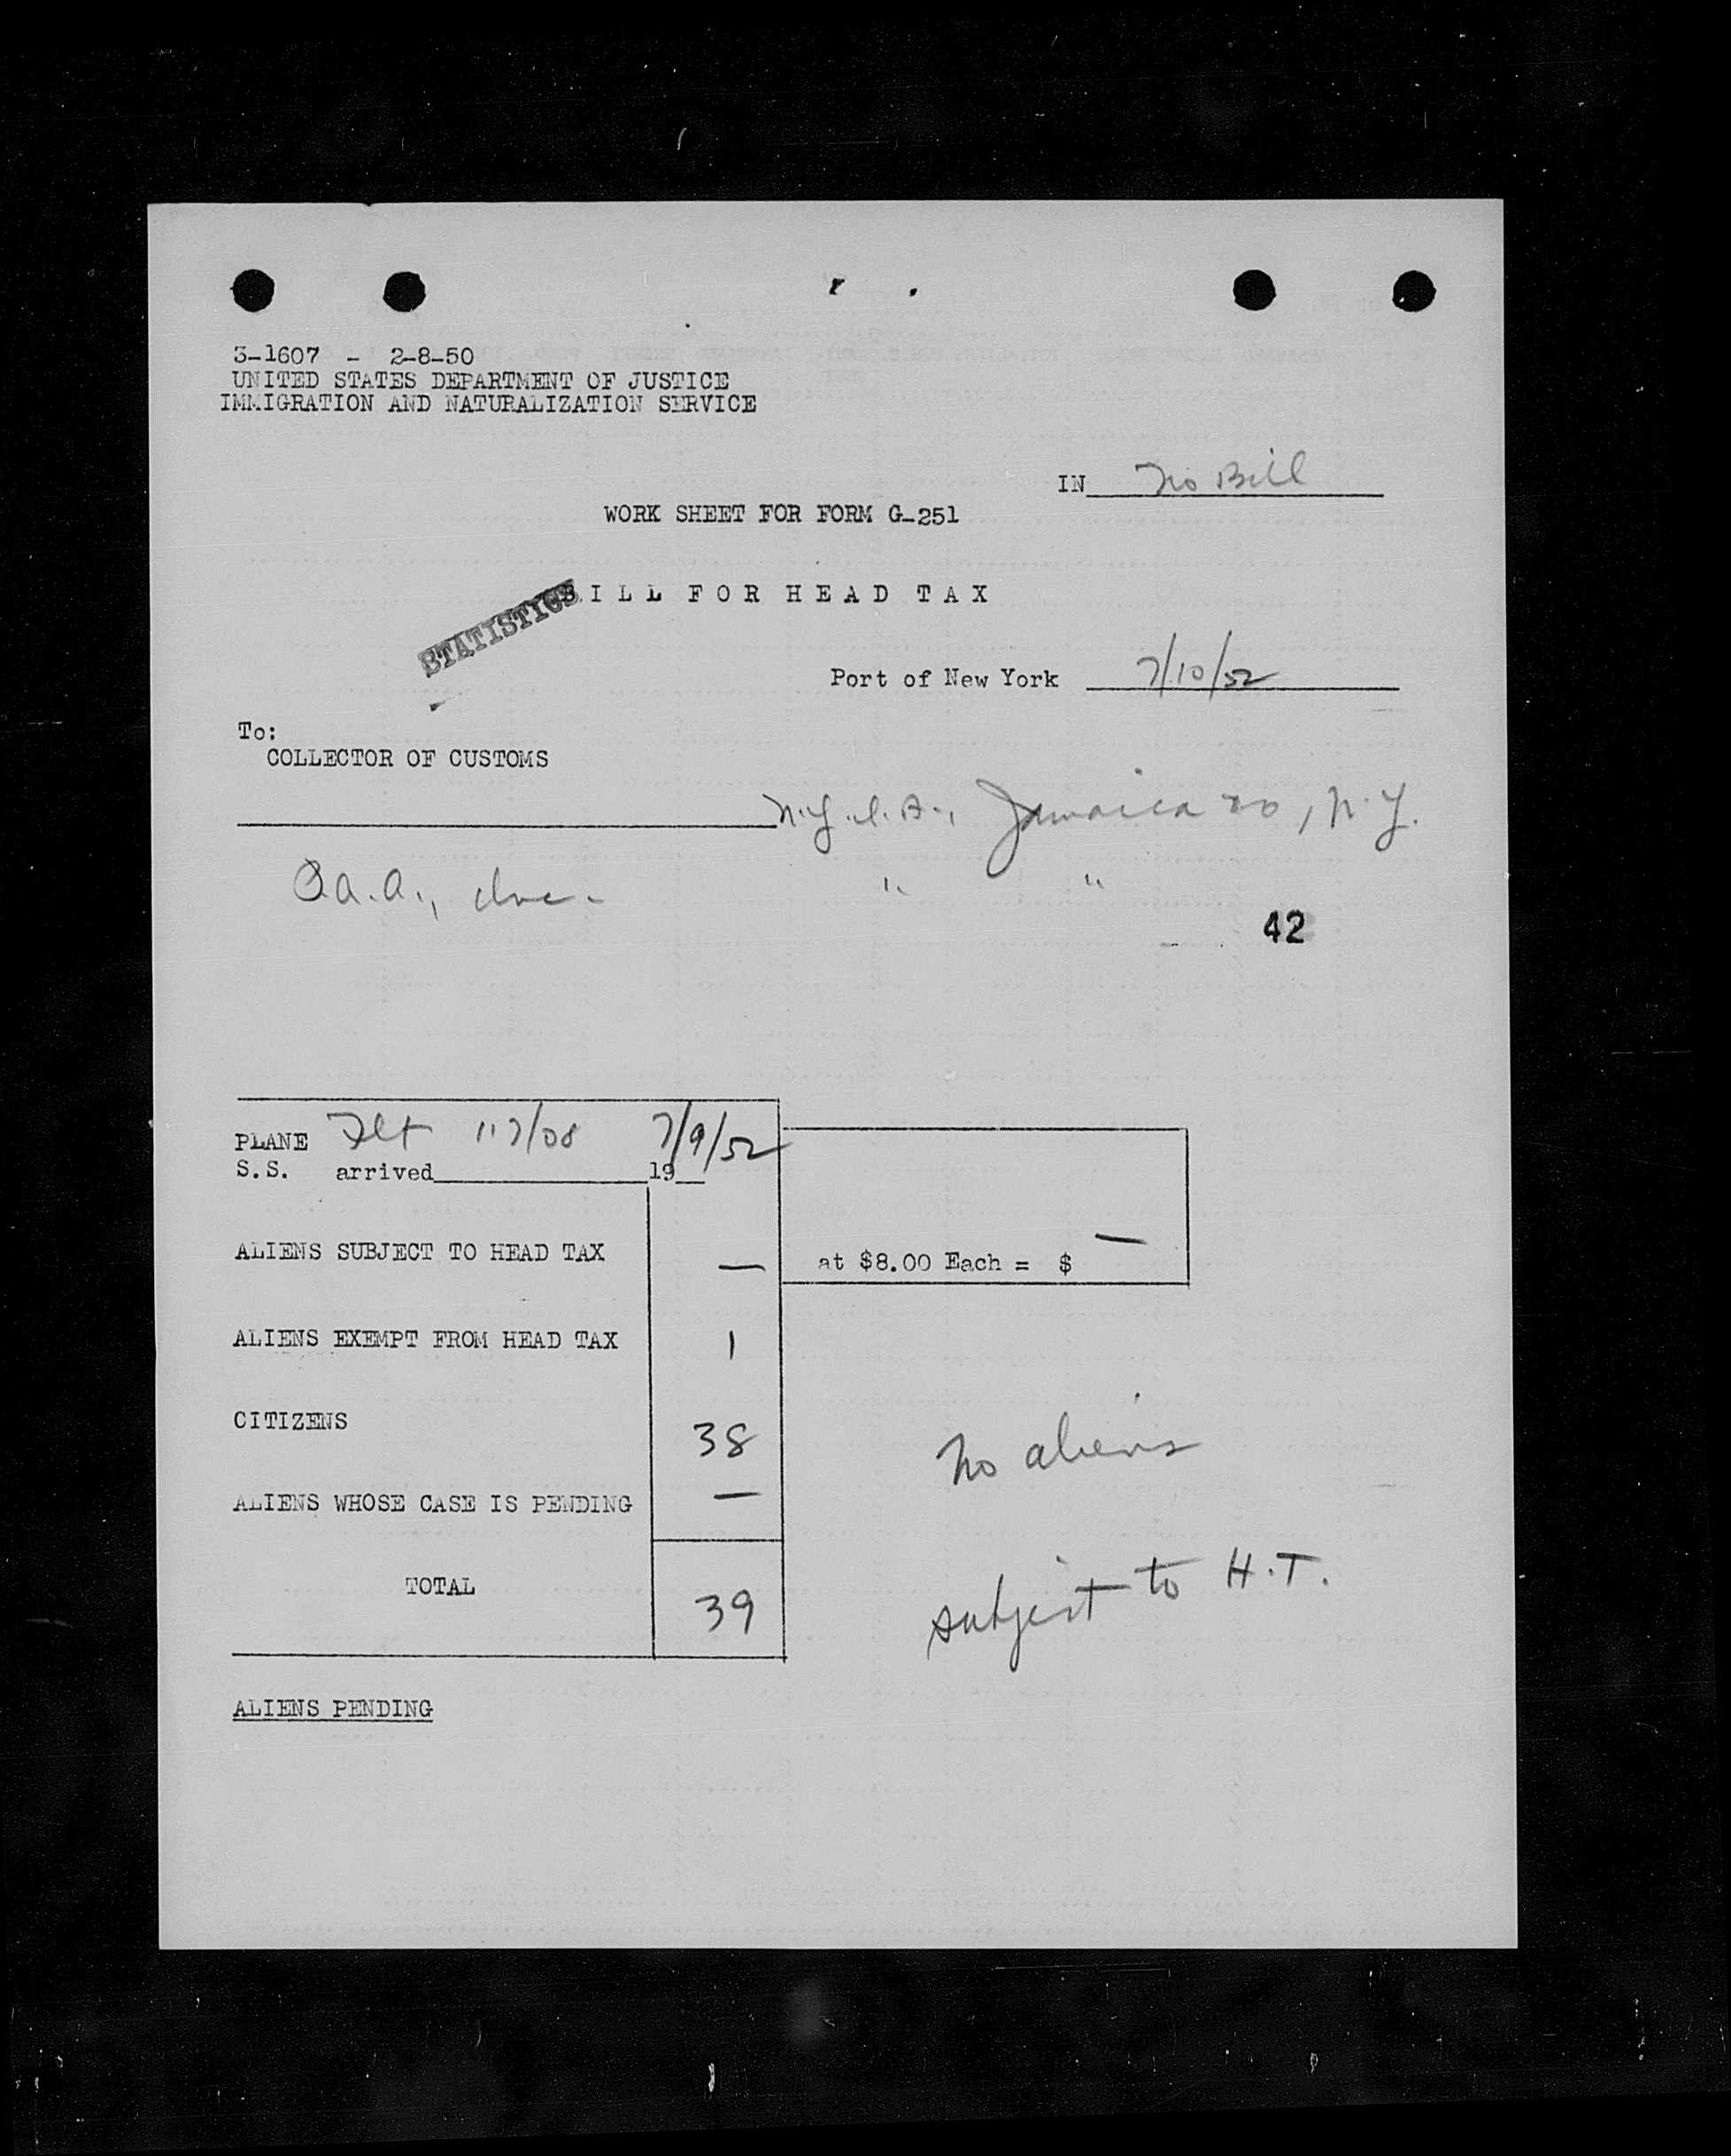 3-1607 - 2-8-50
UNITED STATES DEPARTMENT OF JUSTICE
IMMIGRATION AND NATURALIZATION SERVICE
IN No Bill
WORK SHEET FOR FORM G-251
BILL FOR HEAD TAX
STATISTICS
Port of New York 7/10/52
To:
COLLECTOR OF CUSTOMS
N.Y.I.A., Jamaica 30, N.Y.
P.A.A., Inc. " "
42
PLANE Flt 117/08 7/9/52
S.S. arrived 19
ALIENS SUBJECT TO HEAD TAX — at $8.00 Each = $ —
ALIENS EXEMPT FROM HEAD TAX 1
CITIZENS 38
No aliens
ALIENS WHOSE CASE IS PENDING —
subject to H.T.
TOTAL 39
ALIENS PENDING